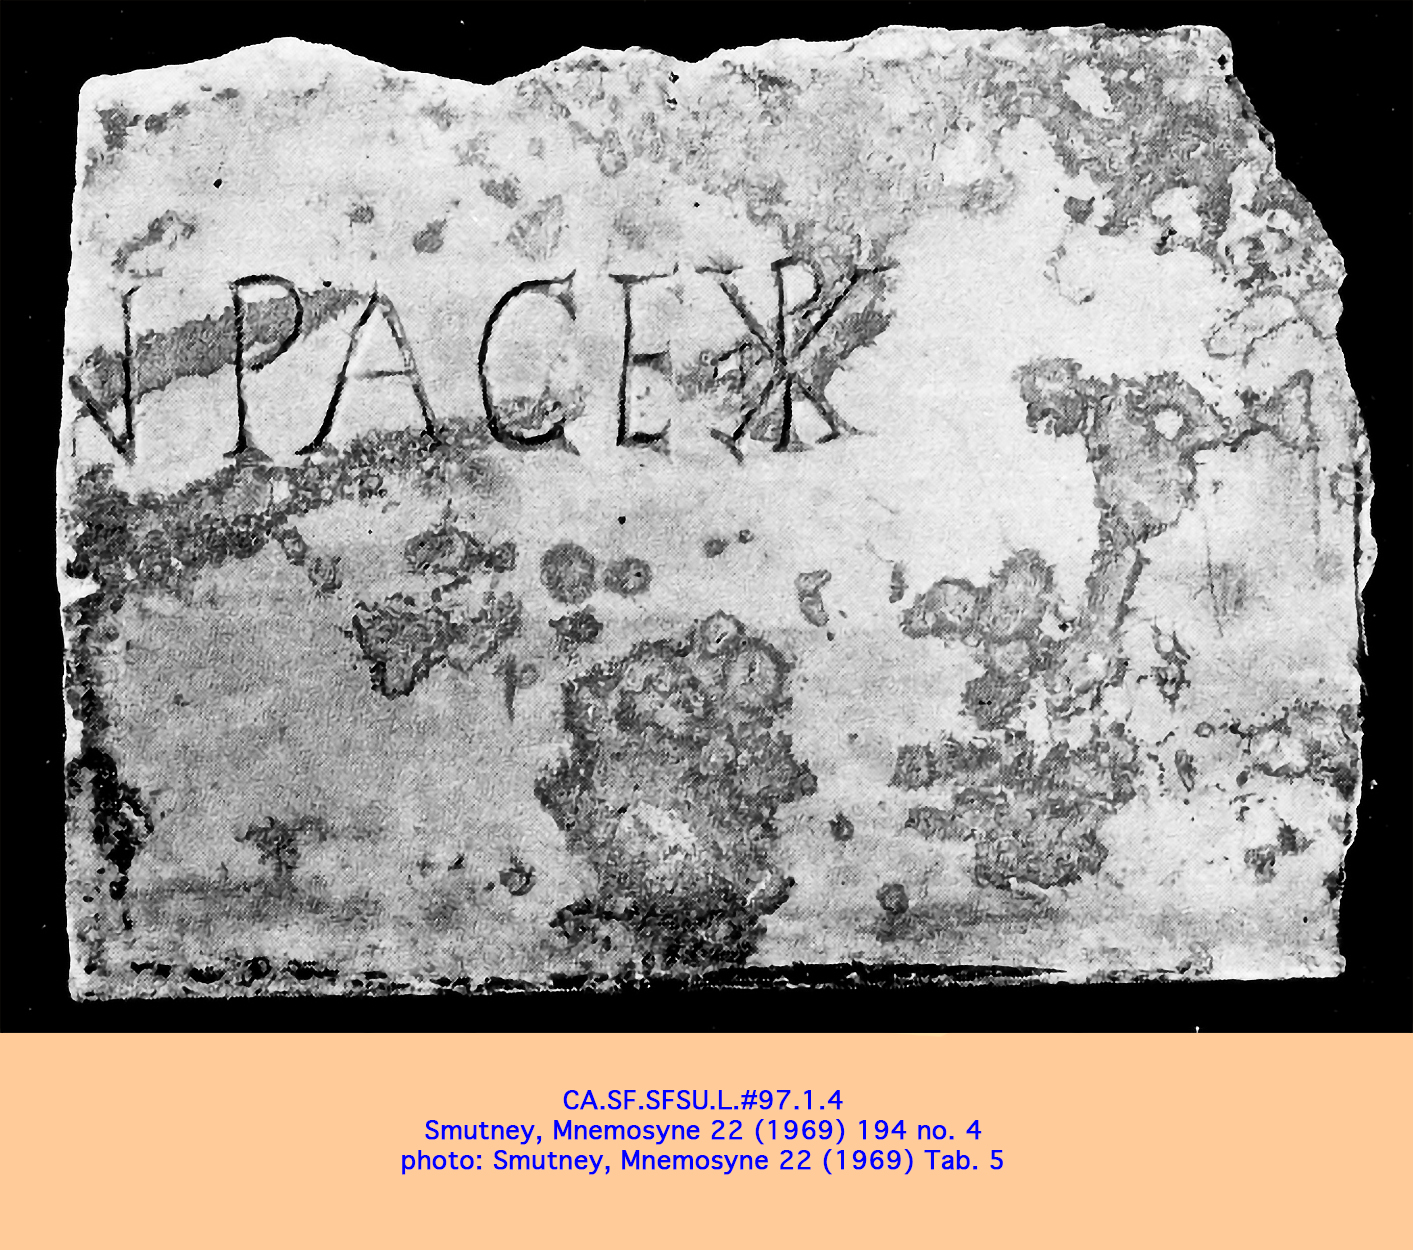 N PACE ☧
CA.SF.SFSU.L.#97.1.4
Smutney, Mnemosyne 22 (1969) 194 no. 4
photo: Smutney, Mnemosyne 22 (1969) Tab. 5